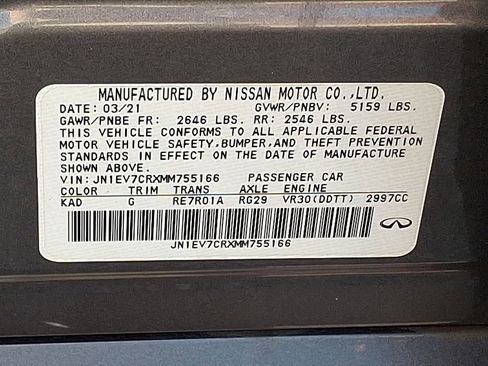 MANUFACTURED BY NISSAN MOTOR CO.,LTD.
DATE: 03/21 GVWR/PNBV: 5159 LBS.
GAWR/PNBE FR: 2646 LBS. RR: 2546 LBS.
THIS VEHICLE CONFORMS TO ALL APPLICABLE FEDERAL
MOTOR VEHICLE SAFETY,BUMPER,AND THEFT PREVENTION
STANDARDS IN EFFECT ON THE DATE OF MANUFACTURE
SHOWN ABOVE.
VIN: JN1EV7CRXMM755166 PASSENGER CAR
COLOR TRIM TRANS AXLE ENGINE
KAD G RE7R01A RG29 VR30(DDTT) 2997CC
JN1EV7CRXMM755166